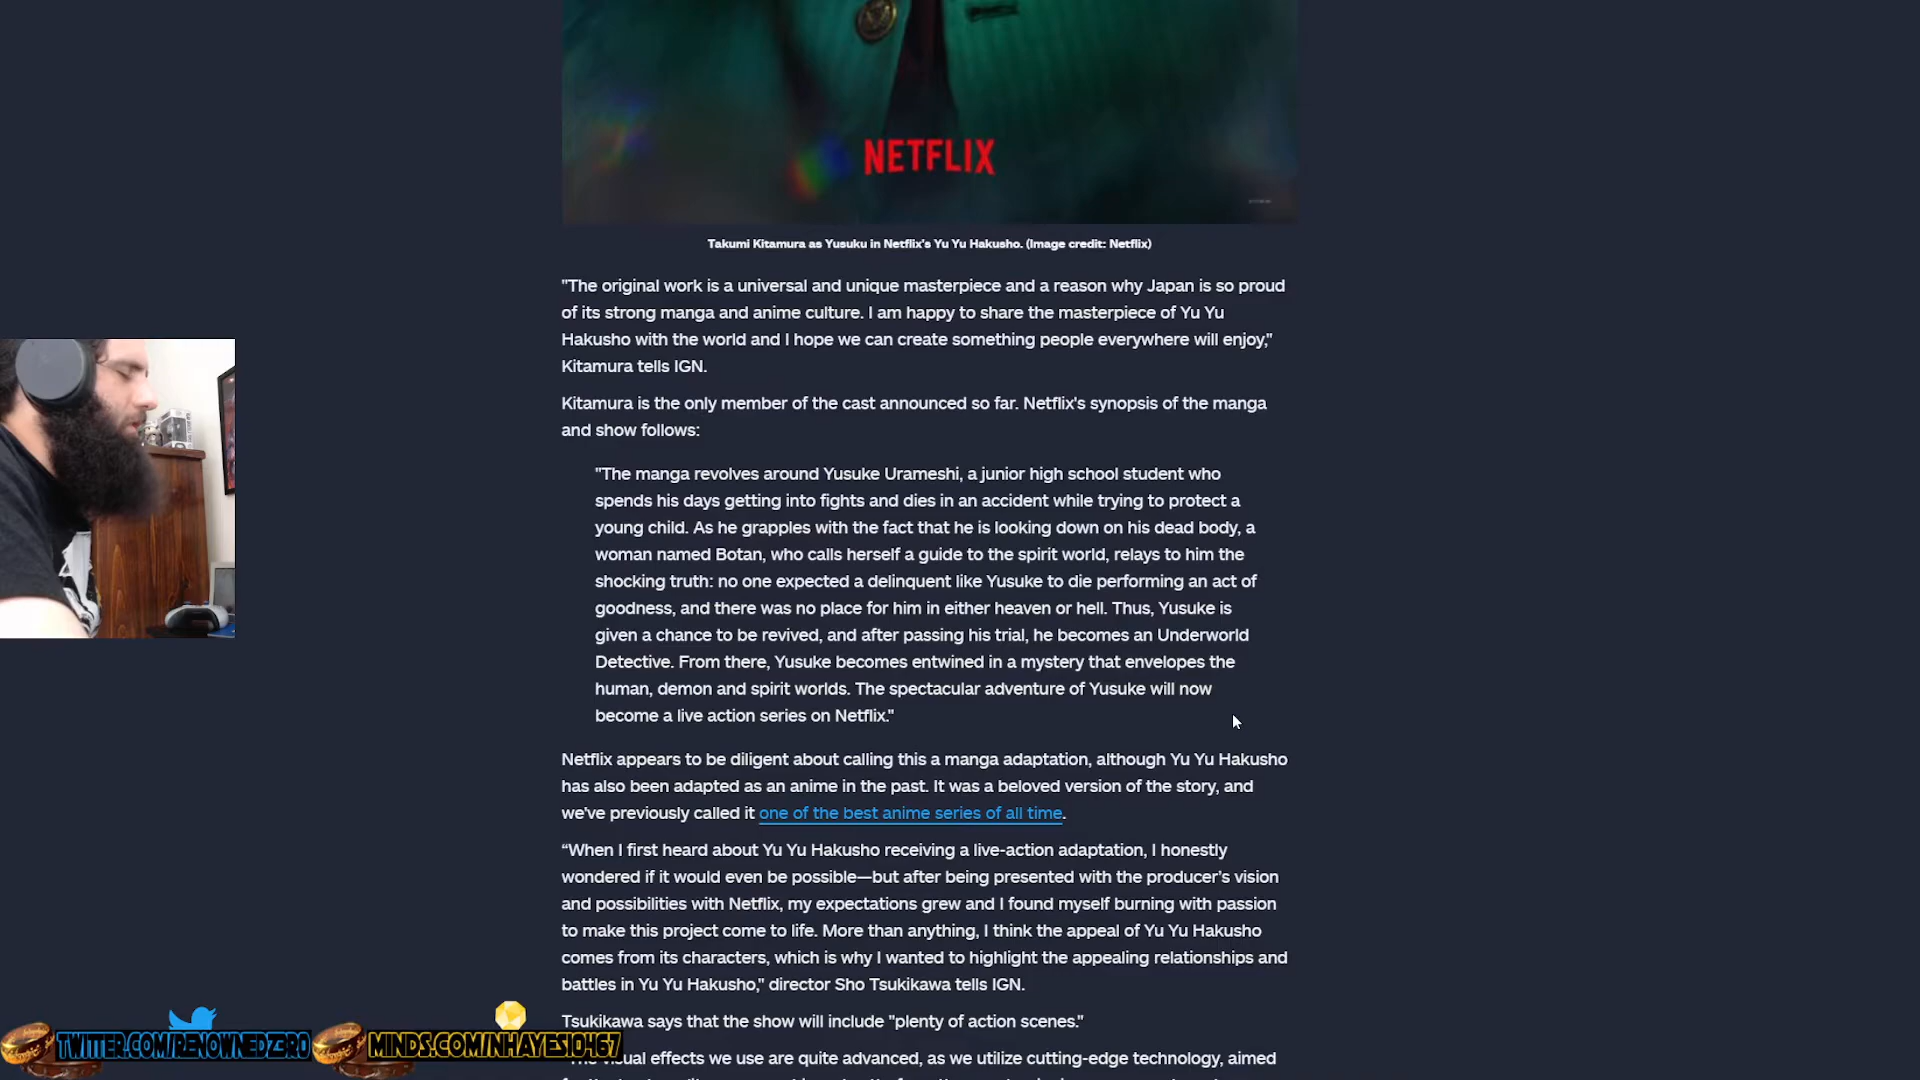 NETFLIX
Takumi Kitamura as Yusuku in Netflix's Yu Yu Hakusho. (Image credit: Netflix)
"The original work is a universal and unique masterpiece and a reason why Japan is so proud
of its strong manga and anime culture. I am happy to share the masterpiece of Yu Yu
Hakusho with the world and I hope we can create something people everywhere will enjoy,"
Kitamura tells IGN.
Kitamura is the only member of the cast announced so far. Netflix's synopsis of the manga
and show follows:
"The manga revolves around Yusuke Urameshi, a junior high school student who
spends his days getting into fights and dies in an accident while trying to protect a
young child. As he grapples with the fact that he is looking down on his dead body, a
woman named Botan, who calls herself a guide to the spirit world, relays to him the
shocking truth: no one expected a delinquent like Yusuke to die performing an act of
goodness, and there was no place for him in either heaven or hell. Thus, Yusuke is
given a chance to be revived, and after passing his trial, he becomes an Underworld
Detective. From there, Yusuke becomes entwined in a mystery that envelopes the
human, demon and spirit worlds. The spectacular adventure of Yusuke will now
become a live action series on Netflix."
Netflix appears to be diligent about calling this a manga adaptation, although Yu Yu Hakusho
has also been adapted as an anime in the past. It was a beloved version of the story, and
we've previously called it one of the best anime series of all time.
“When I first heard about Yu Yu Hakusho receiving a live-action adaptation, I honestly
wondered if it would even be possible—but after being presented with the producer’s vision
and possibilities with Netflix, my expectations grew and I found myself burning with passion
to make this project come to life. More than anything, I think the appeal of Yu Yu Hakusho
comes from its characters, which is why I wanted to highlight the appealing relationships and
battles in Yu Yu Hakusho," director Sho Tsukikawa tells IGN.
Tsukikawa says that the show will include "plenty of action scenes."
visual effects we use are quite advanced, as we utilize cutting-edge technology, aimed
TWITTER.COM/RENOWNEDZ3R0
MINDS.COM/NHAYES10467